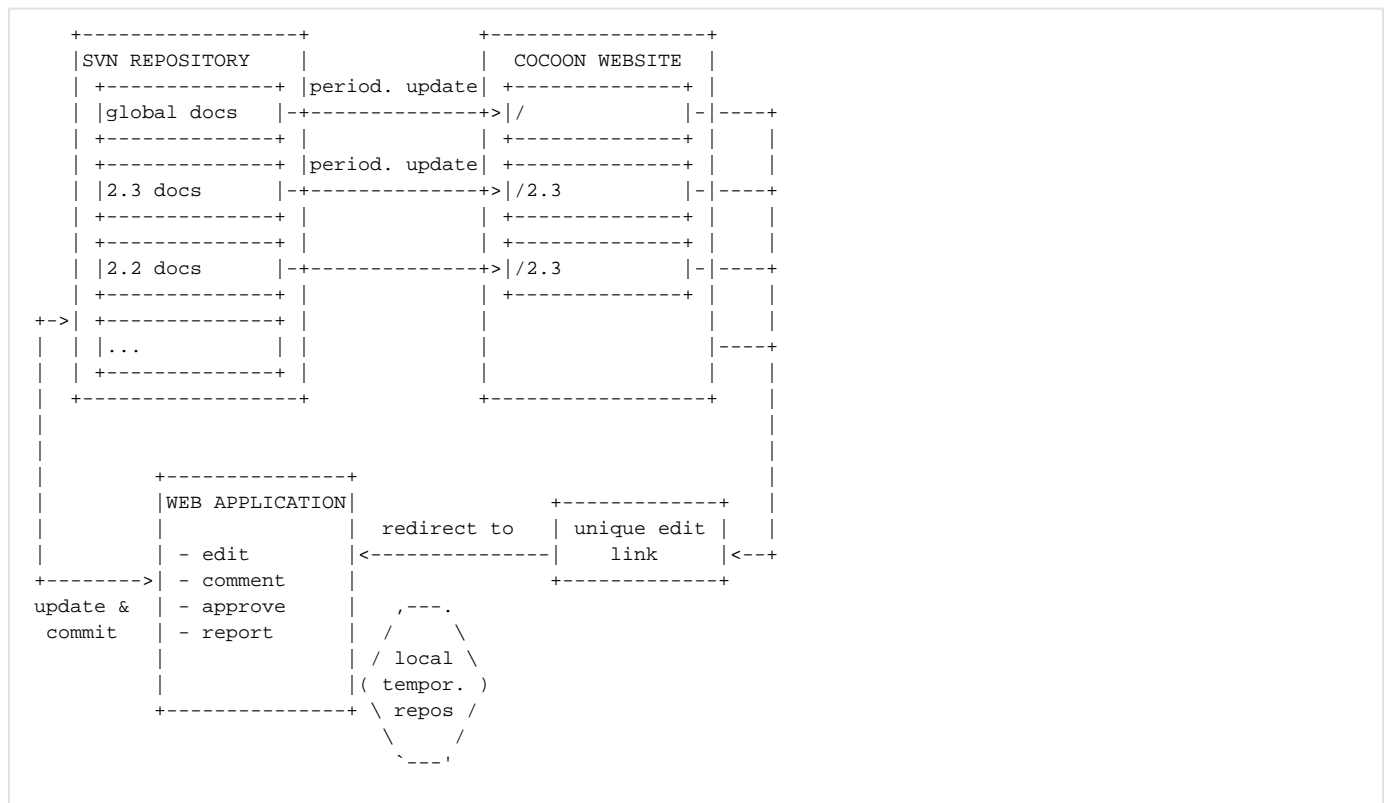 SVN REPOSITORY COCOON WEBSITE
period. update
global docs /
period. update
2.3 docs /2.3
2.2 docs /2.3
...
WEB APPLICATION
redirect to unique edit
- edit link
- comment
update & - approve
commit - report
local
tempor.
repos